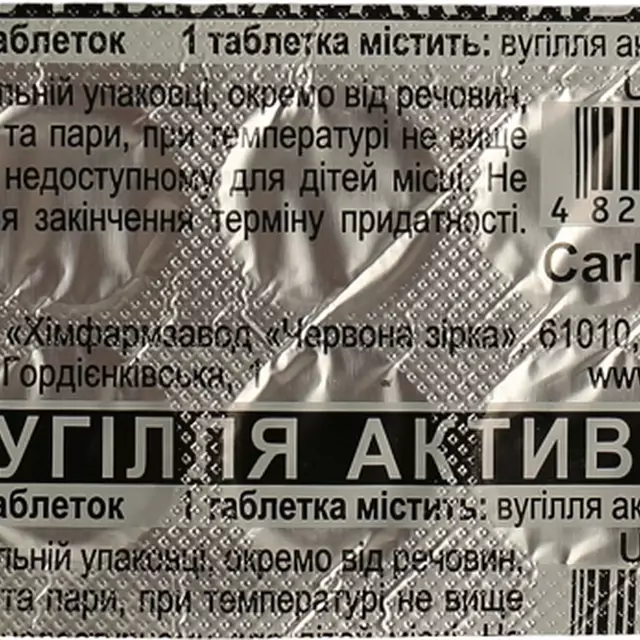 аблеток 1 таблетка містить: вугілля ак
льній упаковці, окремо від речовин,
та пари, при температурі не вище
недоступному для дітей місці. Не
я закінчення терміну придатності.
4 82
Carb
«Хімфармзавод «Червона зірка», 61010,
Гордієнківська, 1
www
УГІЛЛЯ АКТИВ
аблеток 1 таблетка містить: вугілля ак
льній упаковці, окремо від речовин,
та пари, при температурі не вище